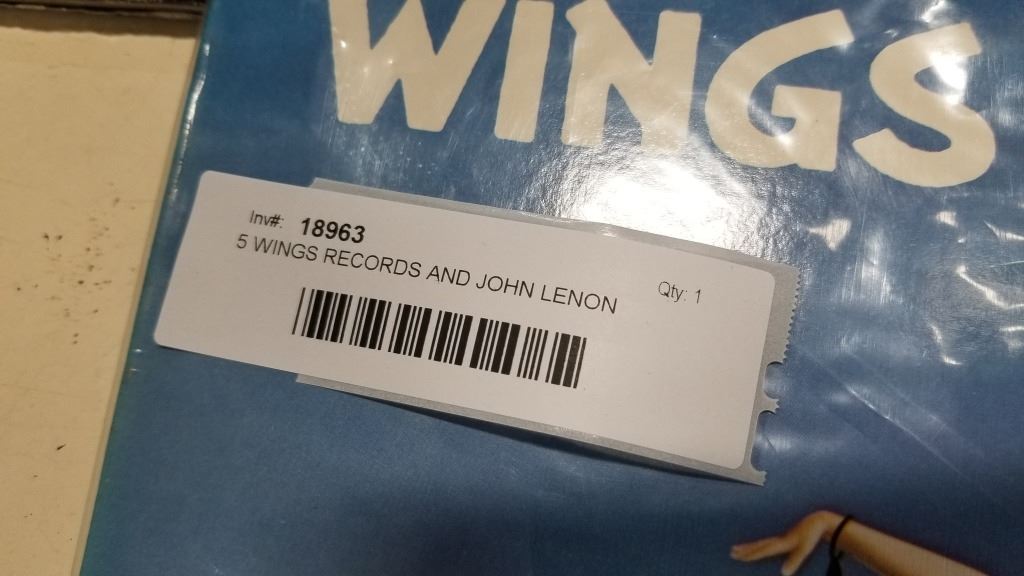 WINGS
Inv#: 18963
5 WINGS RECORDS AND JOHN LENON
Qty: 1